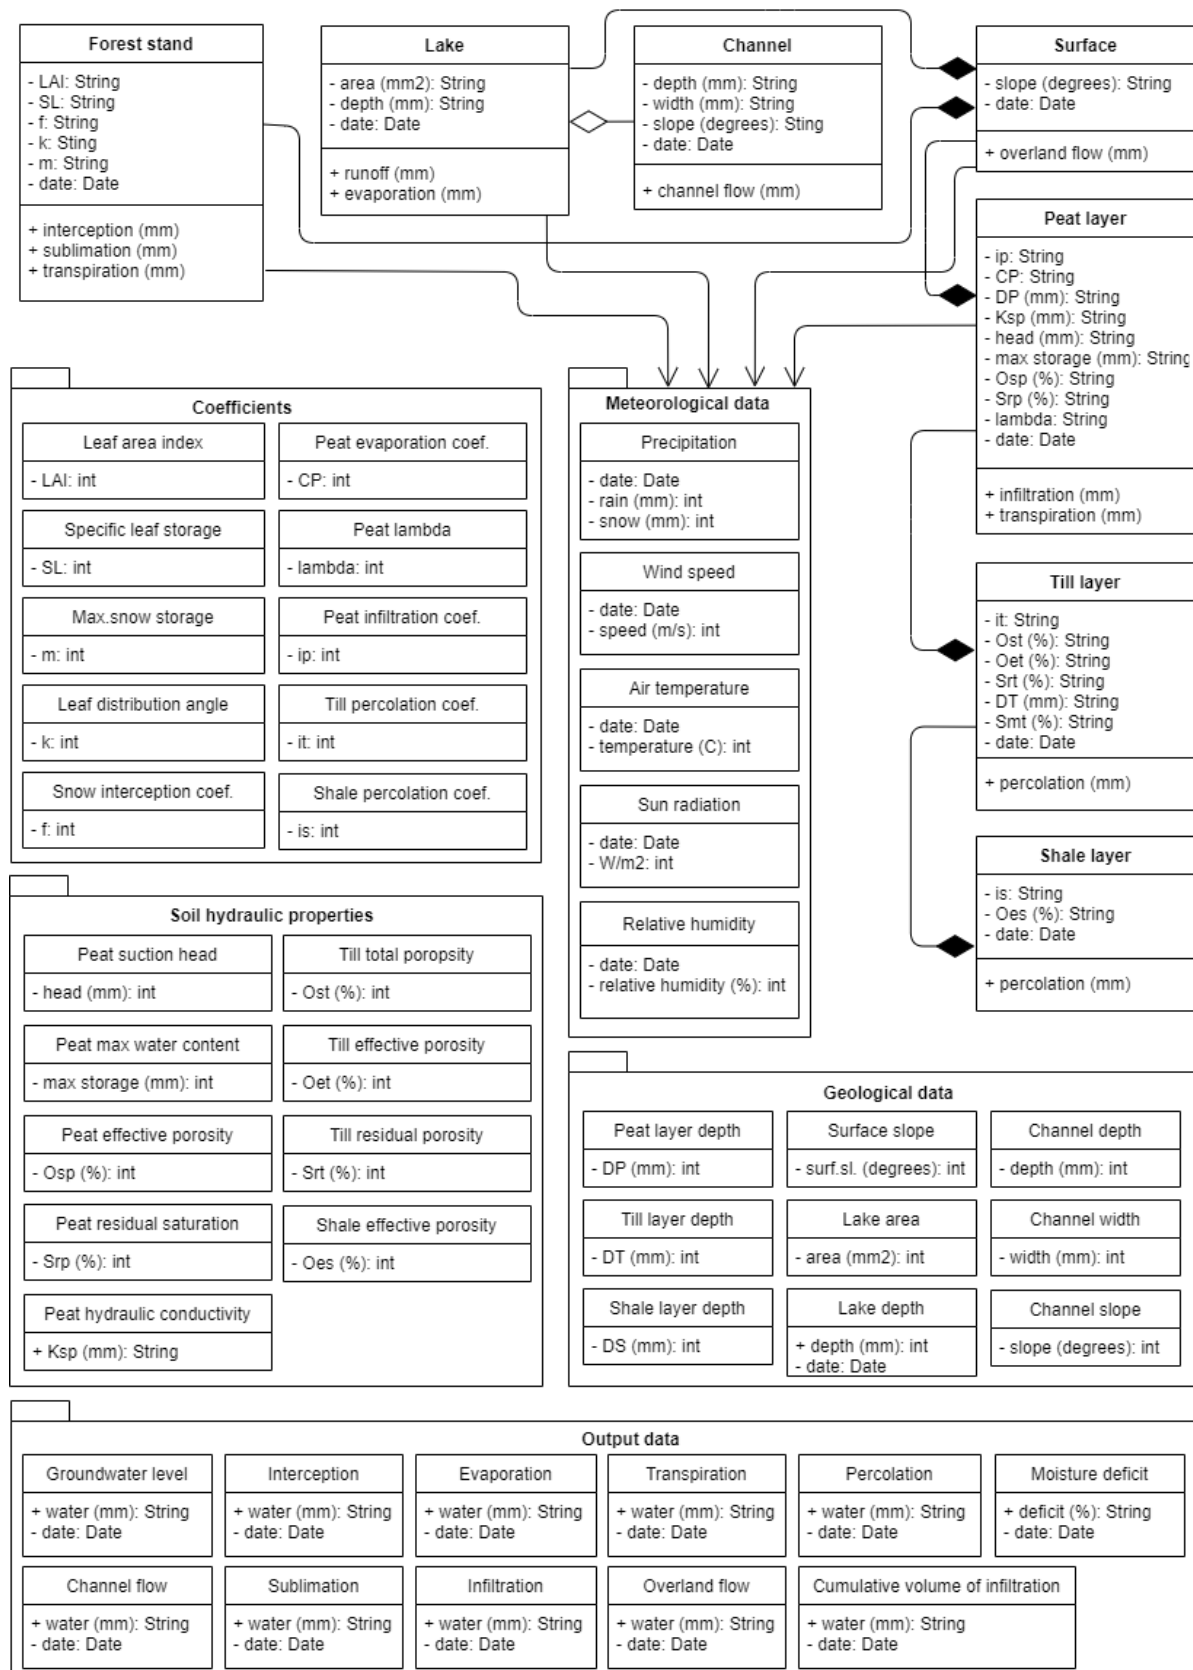 Forest stand
- LAI: String
- SL: String
- f: String
- k: Sting
- m: String
- date: Date
+ interception (mm)
+ sublimation (mm)
+ transpiration (mm)
Lake
- area (mm2): String
- depth (mm): String
- date: Date
+ runoff (mm)
+ evaporation (mm)
Channel
- depth (mm): String
- width (mm): String
- slope (degrees): Sting
- date: Date
+ channel flow (mm)
Surface
- slope (degrees): String
- date: Date
+ overland flow (mm)
Peat layer
- ip: String
- CP: String
- DP (mm): String
- Ksp (mm): String
- head (mm): String
- max storage (mm): String
- Osp (%): String
- Srp (%): String
- lambda: String
- date: Date
+ infiltration (mm)
+ transpiration (mm)
Till layer
- it: String
- Ost (%): String
- Oet (%): String
- Srt (%): String
- DT (mm): String
- Smt (%): String
- date: Date
+ percolation (mm)
Shale layer
- is: String
- Oes (%): String
- date: Date
+ percolation (mm)
Coefficients
Leaf area index
- LAI: int
Peat evaporation coef.
- CP: int
Specific leaf storage
- SL: int
Peat lambda
- lambda: int
Max.snow storage
- m: int
Peat infiltration coef.
- ip: int
Leaf distribution angle
- k: int
Till percolation coef.
- it: int
Snow interception coef.
- f: int
Shale percolation coef.
- is: int
Meteorological data
Precipitation
- date: Date
- rain (mm): int
- snow (mm): int
Wind speed
- date: Date
- speed (m/s): int
Air temperature
- date: Date
- temperature (C): int
Sun radiation
- date: Date
- W/m2: int
Relative humidity
- date: Date
- relative humidity (%): int
Soil hydraulic properties
Peat suction head
- head (mm): int
Till total poropsity
- Ost (%): int
Peat max water content
- max storage (mm): int
Till effective porosity
- Oet (%): int
Peat effective porosity
- Osp (%): int
Till residual porosity
- Srt (%): int
Peat residual saturation
- Srp (%): int
Shale effective porosity
- Oes (%): int
Peat hydraulic conductivity
+ Ksp (mm): String
Geological data
Peat layer depth
- DP (mm): int
Surface slope
- surf.sl. (degrees): int
Channel depth
- depth (mm): int
Till layer depth
- DT (mm): int
Lake area
- area (mm2): int
Channel width
- width (mm): int
Shale layer depth
- DS (mm): int
Lake depth
+ depth (mm): int
- date: Date
Channel slope
- slope (degrees): int
Output data
Groundwater level
+ water (mm): String
- date: Date
Interception
+ water (mm): String
- date: Date
Evaporation
+ water (mm): String
- date: Date
Transpiration
+ water (mm): String
- date: Date
Percolation
+ water (mm): String
- date: Date
Moisture deficit
+ deficit (%): String
- date: Date
Channel flow
+ water (mm): String
- date: Date
Sublimation
+ water (mm): String
- date: Date
Infiltration
+ water (mm): String
- date: Date
Overland flow
+ water (mm): String
- date: Date
Cumulative volume of infiltration
+ water (mm): String
- date: Date